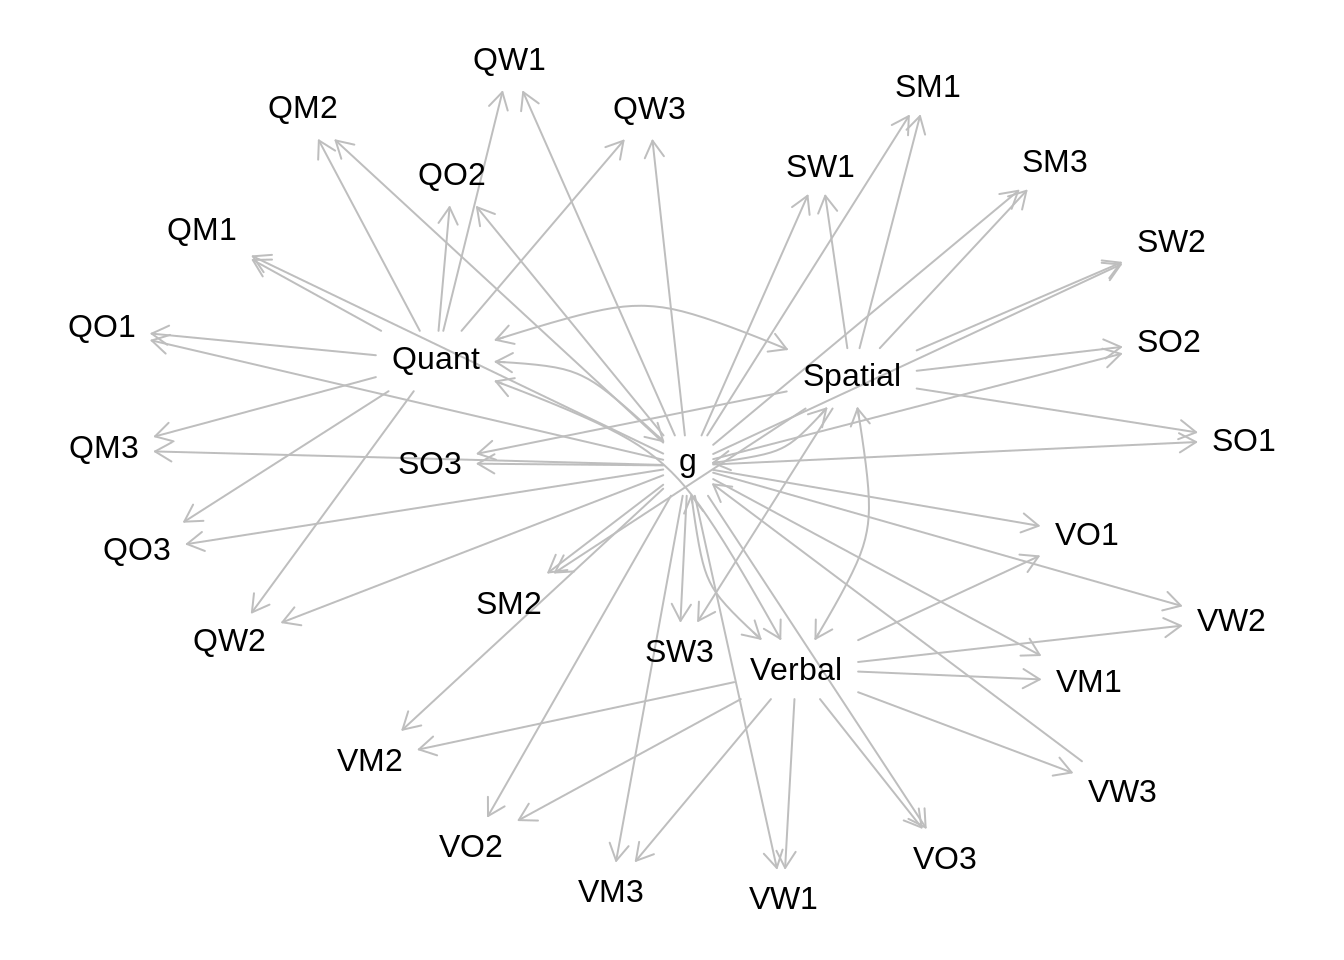 QW1
SM1
QM2
QW3
SM3
SW1
QO2
QM1
SW2
QO1
SO2
Quant
Spatial
SO1
QM3
g
SO3
VO1
QO3
SM2
VW2
QW2
SW3
Verbal
VM1
VM2
VW3
VO2
VO3
VM3
VW1